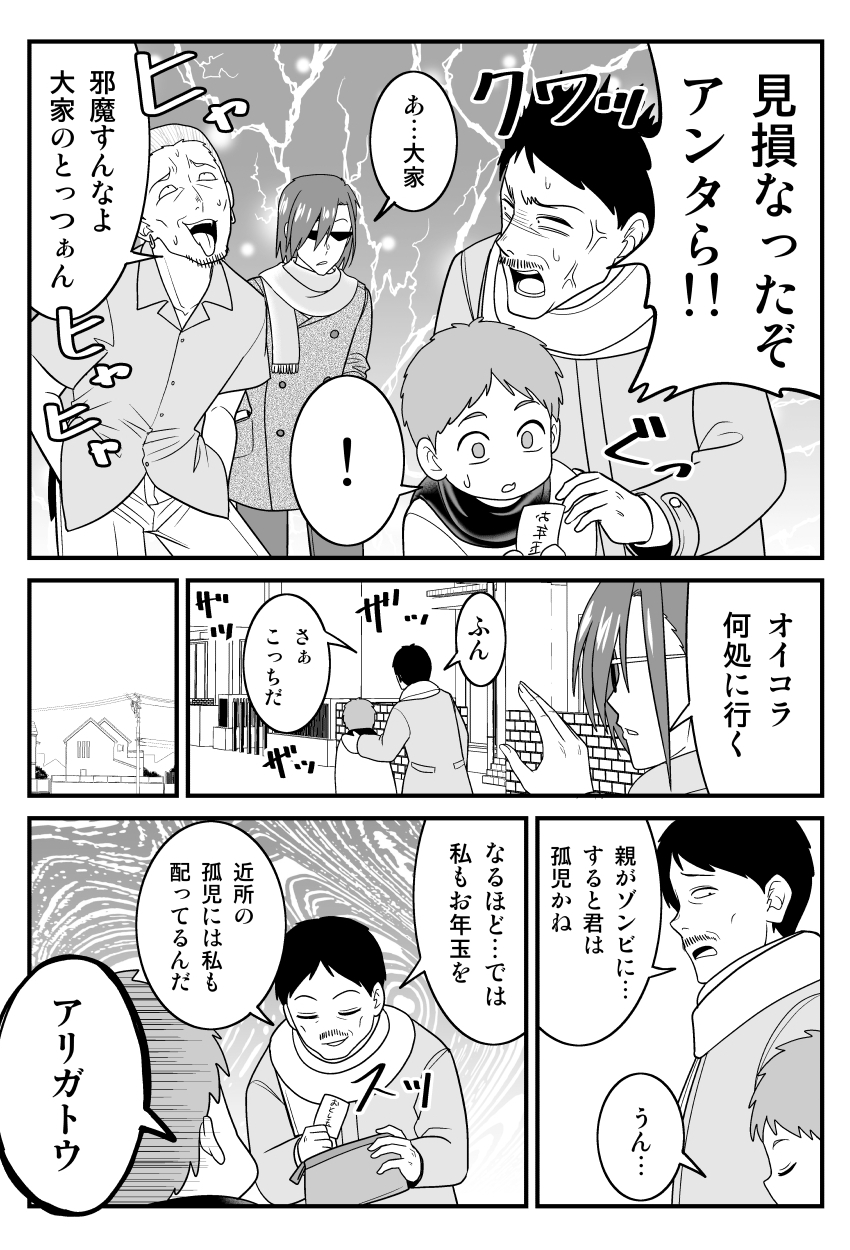 見損なったぞ
アンタら!!
クワッ
あ…大家
ヒャ
邪魔すんなよ
大家のとっつぁん
ヒャ
ヒャ
！
ぐっ
お年玉
オイコラ
何処に行く
ふん
ザッ
さぁ
こっちだ
ザッ
ザッ
親がゾンビに…
すると君は
孤児かね
うん…
なるほど…では
私もお年玉を
近所の
孤児には私も
配ってるんだ
スッ
おとしだま
アリガトウ